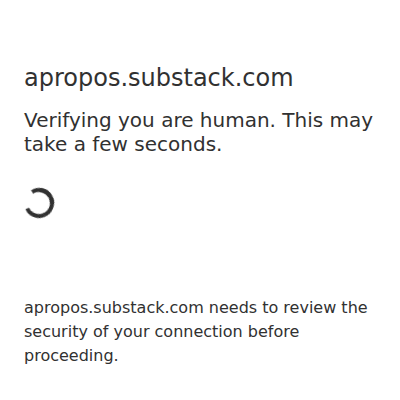 apropos.substack.com
Verifying you are human. This may
take a few seconds.
apropos.substack.com needs to review the
security of your connection before
proceeding.